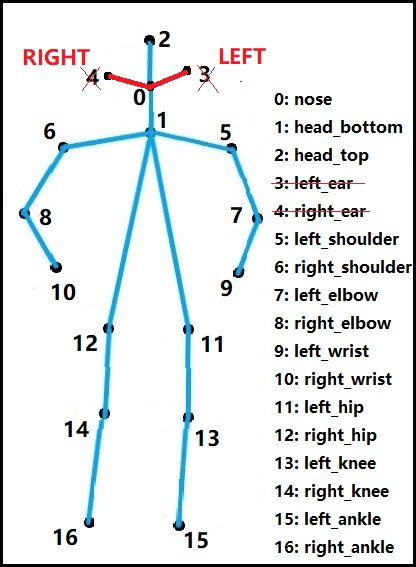 2
RIGHT
LEFT
4
3
0
1
6
5
8
7
10
9
12
11
14
13
16
15
0: nose
1: head_bottom
2: head_top
3: left_ear
4: right_ear
5: left_shoulder
6: right_shoulder
7: left_elbow
8: right_elbow
9: left_wrist
10: right_wrist
11: left_hip
12: right_hip
13: left_knee
14: right_knee
15: left_ankle
16: right_ankle